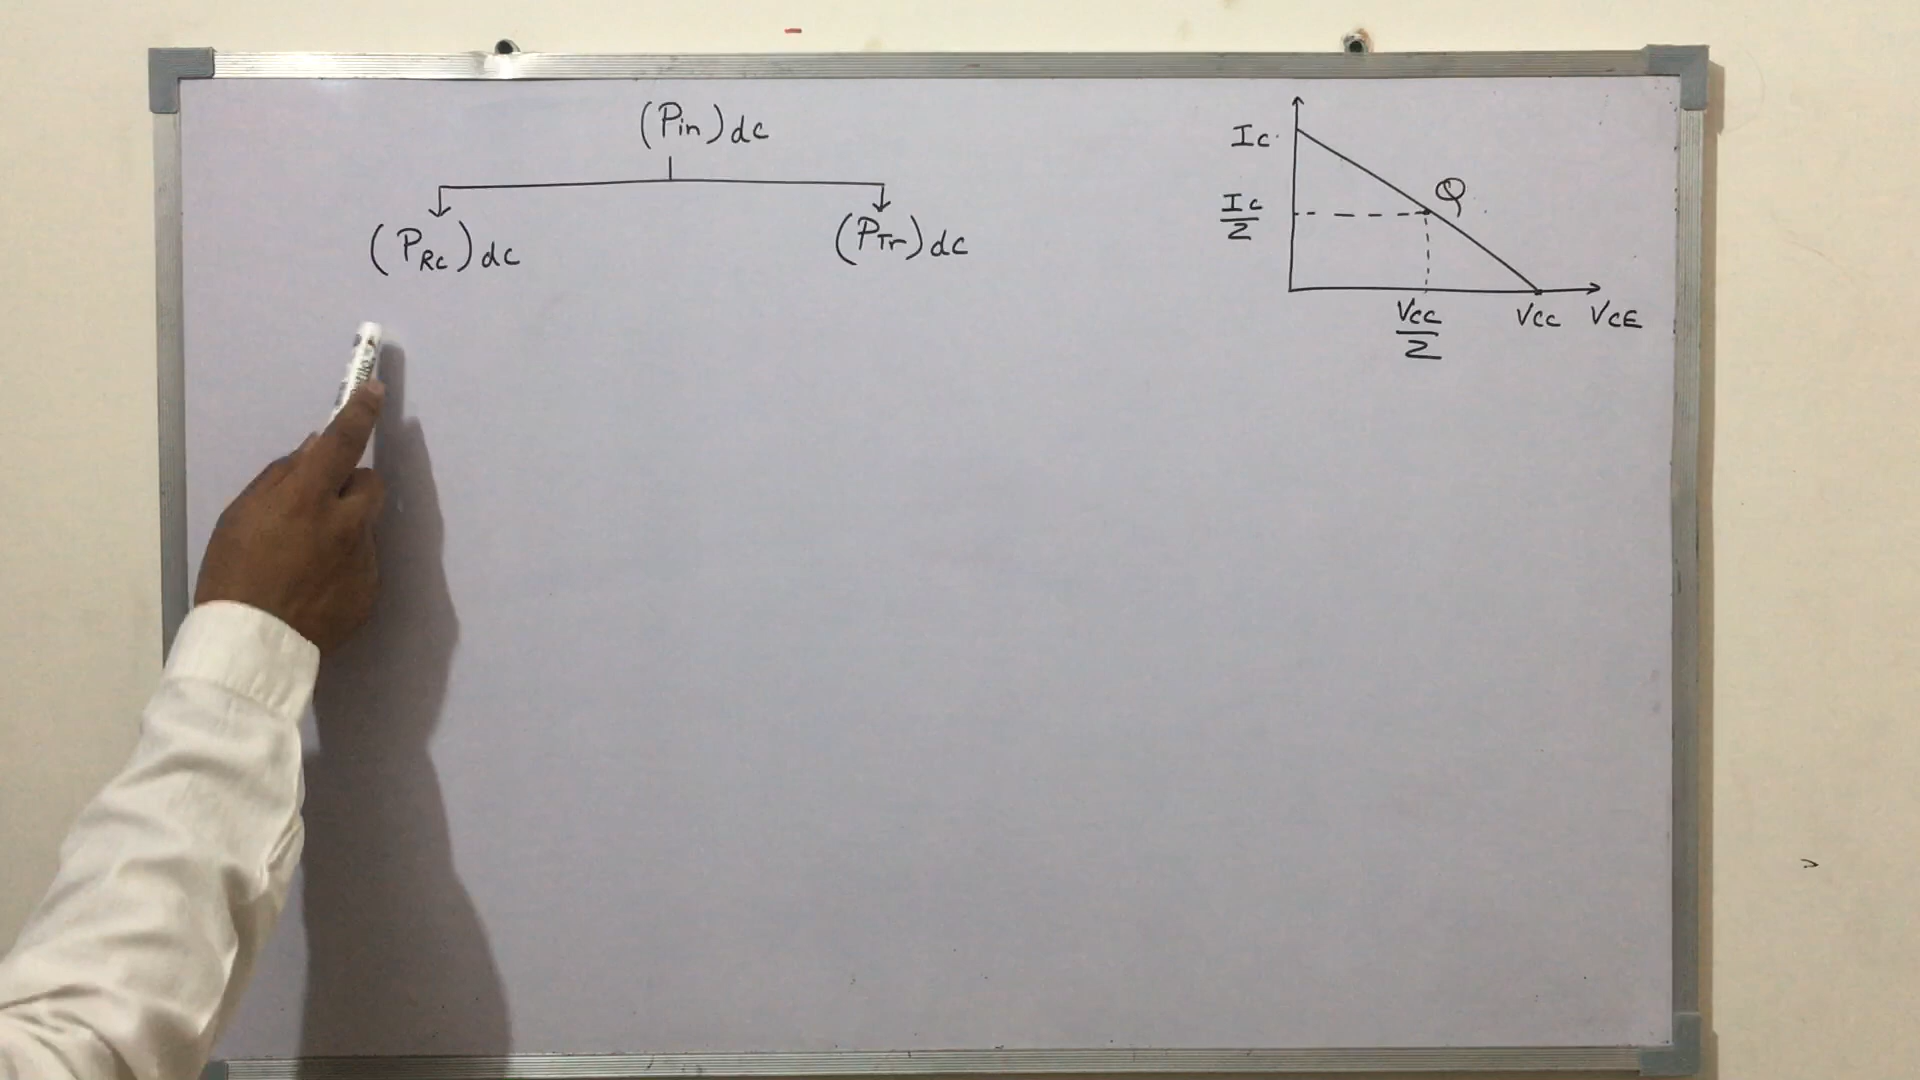 (Pin)dc
(PRc)dc
(PTr)dc
Ic
Ic/2
Q
Vcc/2
Vcc
VCE